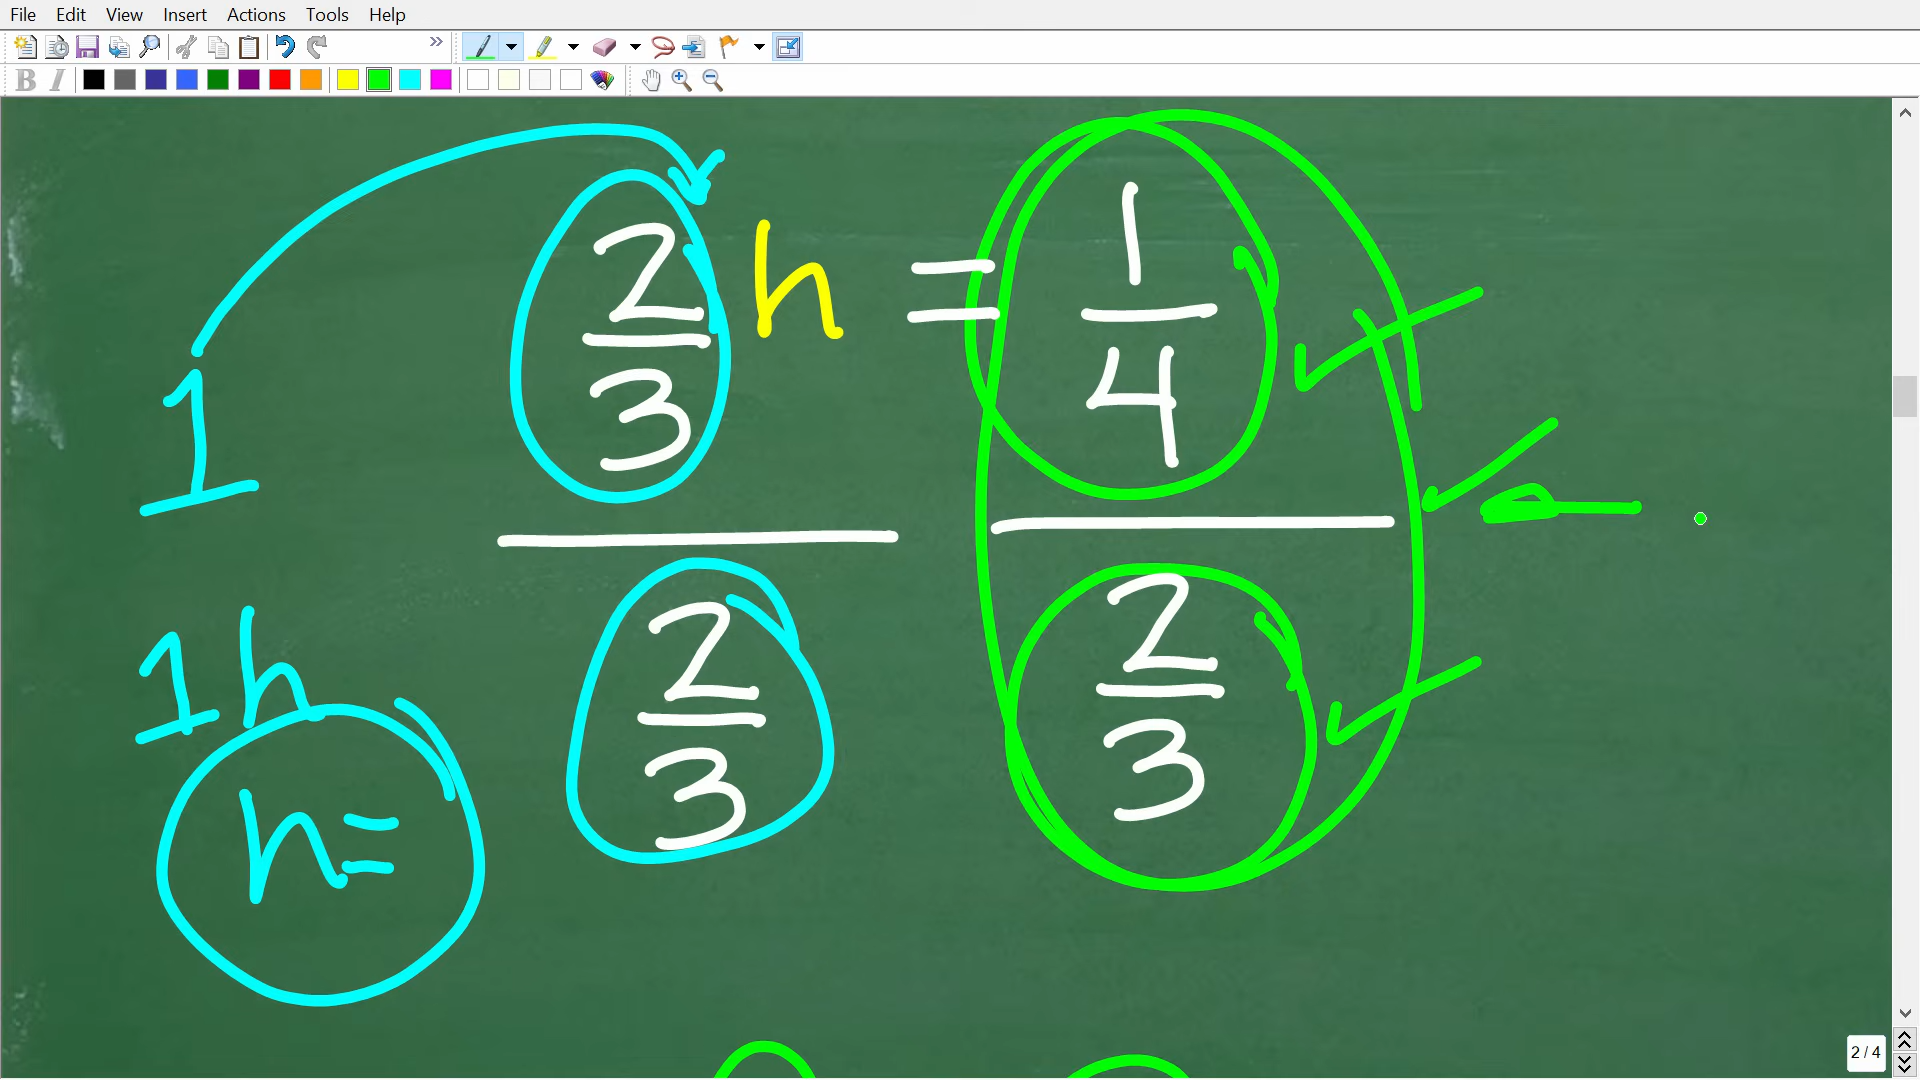 File Edit View Insert Actions Tools Help
»
B I
2/3 h = 1/4
1
2/3 2/3
1h
h=
2 / 4